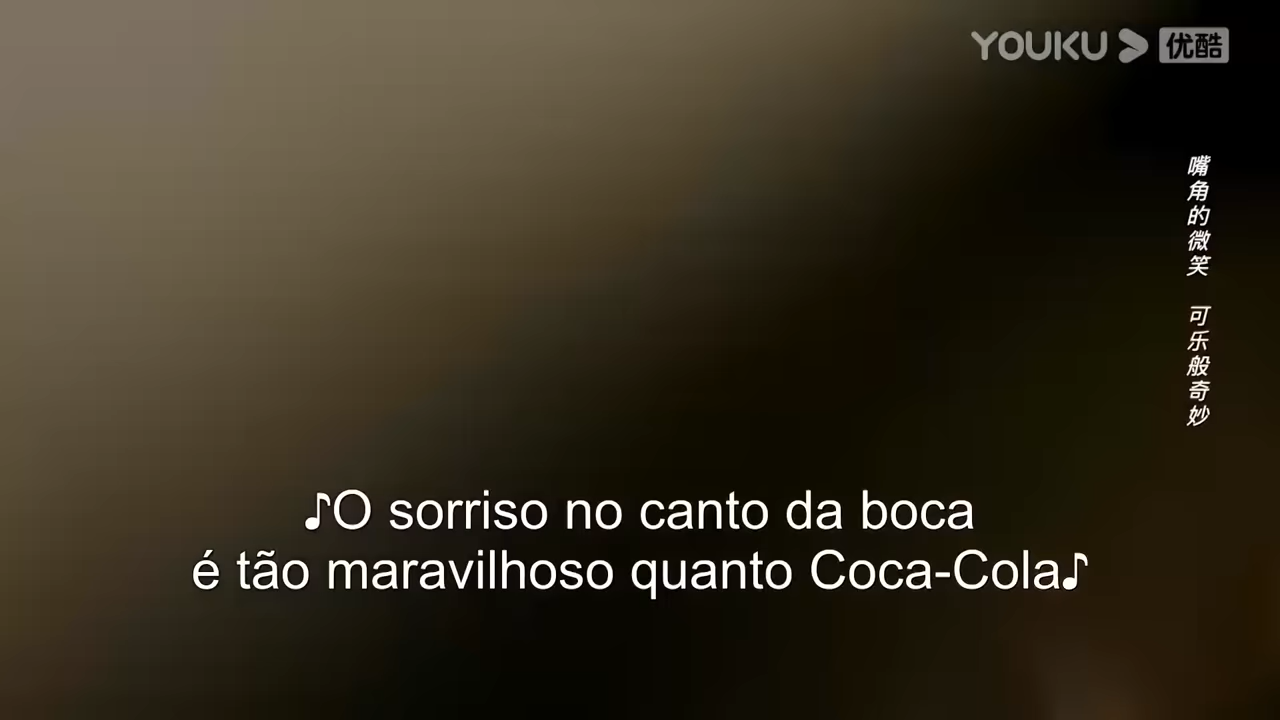 YOUKU 优酷
嘴角的微笑 可乐般奇妙
♪O sorriso no canto da boca
é tão maravilhoso quanto Coca-Cola♪